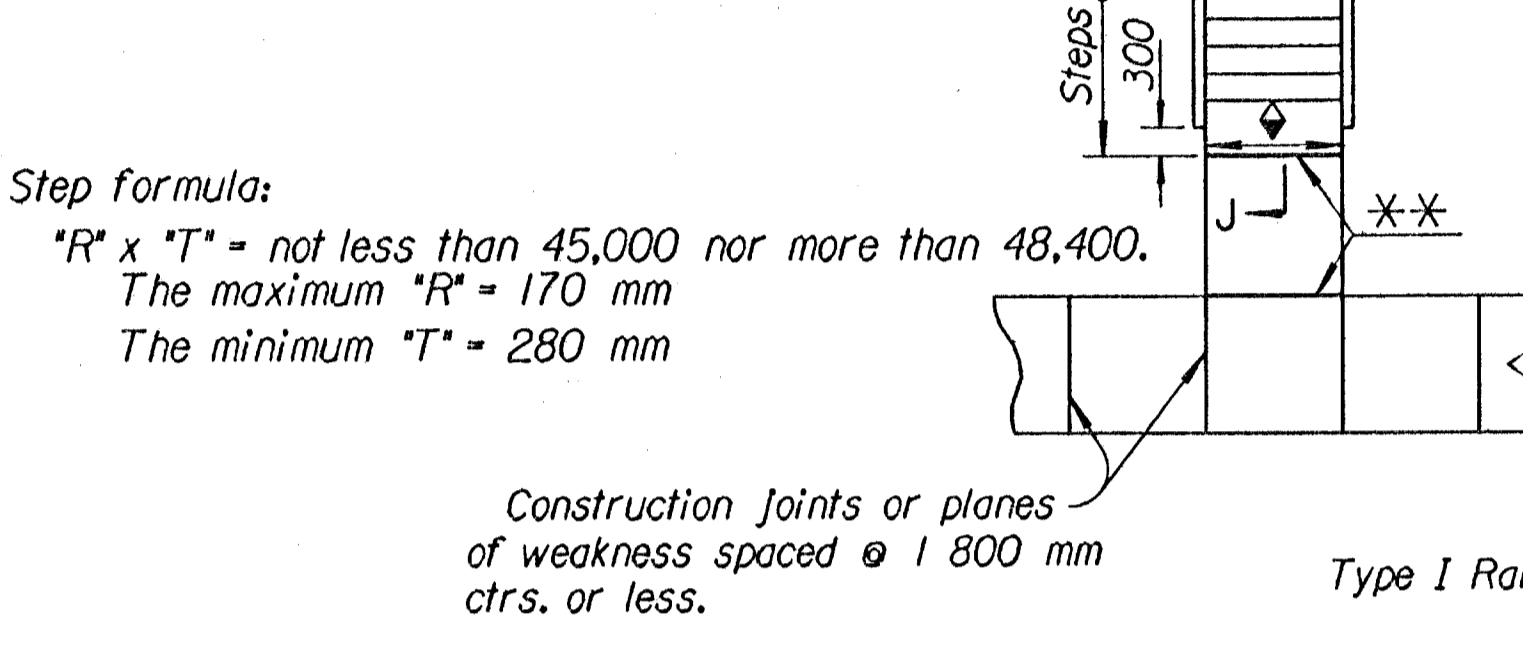 Steps
300
Step formula:
"R" x "T" = not less than 45,000 nor more than 48,400.
The maximum "R" = 170 mm
The minimum "T" = 280 mm
J
**
Construction joints or planes
of weakness spaced @ 1 800 mm
ctrs. or less.
Type I